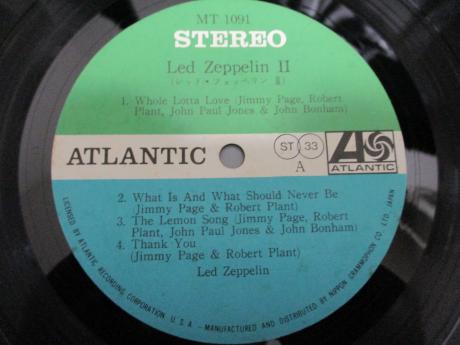 MT 1091
STEREO
Led Zeppelin II
(レッド・ツェッペリン Ⅱ)
1. Whole Lotta Love (Jimmy Page, Robert
Plant, John Paul Jones & John Bonham)
ATLANTIC
ST 33
A
ATLANTIC
2. What Is And What Should Never Be
(Jimmy Page & Robert Plant)
3. The Lemon Song (Jimmy Page, Robert
Plant, John Paul Jones & John Bonham)
4. Thank You
(Jimmy Page & Robert Plant)
Led Zeppelin
LICENSED BY ATLANTIC RECORDING CORPORATION U.S.A - MANUFACTURED AND DISTRIBUTED BY NIPPON GRAMMOPHON CO. LTD. JAPAN